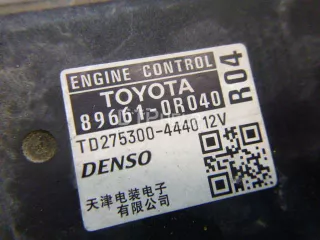 ENGINE CONTROL
TOYOTA
89661-0R040
R04
TD275300-4440 12V
DENSO
天津电装电子
有限公司